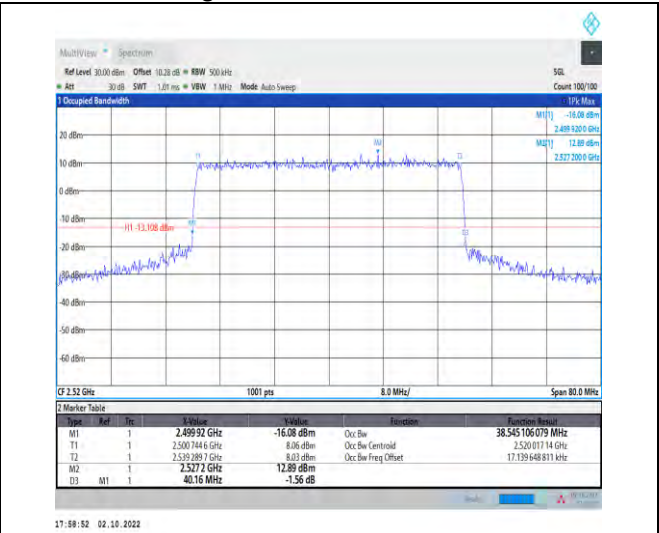 MultiView Spectrum
Ref Level 30.00 dBm Offset 10.28 dB RBW 500 kHz SGL
Att 30 dB SWT 1.01 ms VBW 1 MHz Mode Auto Sweep Count 100/100
1 Occupied Bandwidth 1Pk Max
M1[1] -16.08 dBm
2.499 920 0 GHz
20 dBm
M2[1] 12.89 dBm
2.527 200 0 GHz
M2
T1 T2
10 dBm
0 dBm
-10 dBm
H1 -13.108 dBm M1
-20 dBm
-30 dBm
-40 dBm
-50 dBm
-60 dBm
CF 2.52 GHz 1001 pts 8.0 MHz/ Span 80.0 MHz
2 Marker Table
Type Ref Trc X-Value Y-Value Function Function Result
M1 1 2.499 92 GHz -16.08 dBm Occ Bw 38.545 106 079 MHz
T1 1 2.500 744 6 GHz 8.06 dBm Occ Bw Centroid 2.520 017 14 GHz
T2 1 2.539 289 7 GHz 8.03 dBm Occ Bw Freq Offset 17.139 648 811 kHz
M2 1 2.527 2 GHz 12.89 dBm
D3 M1 1 40.16 MHz -1.56 dB
17:58:52 02.10.2022